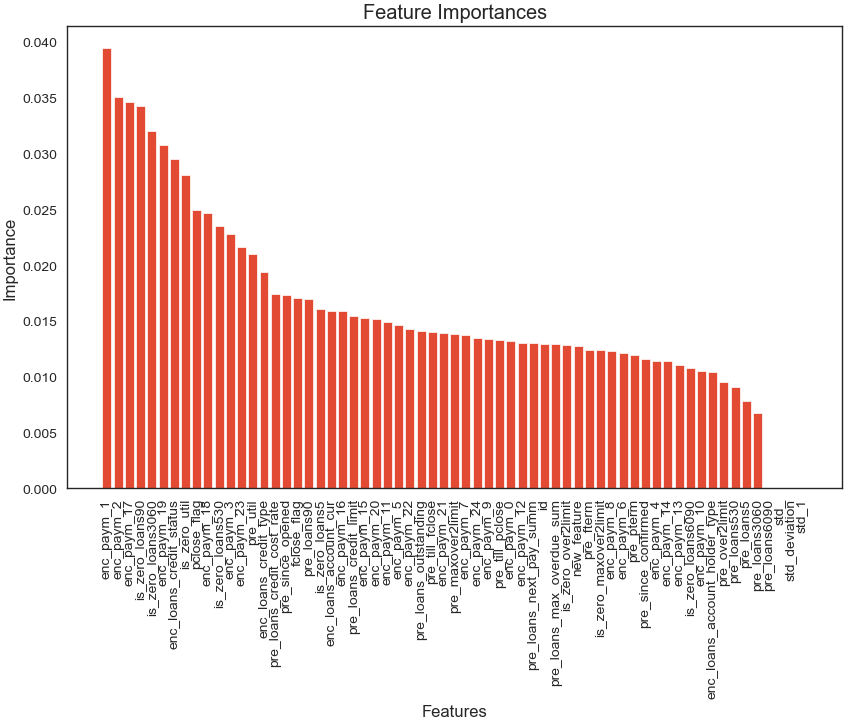 Feature Importances
Importance
0.040
0.035
0.030
0.025
0.020
0.015
0.010
0.005
0.000
enc_paym_1
enc_paym_2
enc_paym_17
is_zero_loans90
is_zero_loans3060
enc_paym_19
enc_loans_credit_status
is_zero_util
pclose_flag
enc_paym_18
is_zero_loans530
enc_paym_3
enc_paym_23
pre_util
enc_loans_credit_type
pre_loans_credit_cost_rate
pre_since_opened
fclose_flag
pre_loans90
is_zero_loans5
enc_loans_account_cur
enc_paym_16
pre_loans_credit_limit
enc_paym_15
enc_paym_20
enc_paym_11
enc_paym_5
enc_paym_22
pre_loans_outstanding
pre_till_fclose
enc_paym_21
pre_maxover2limit
enc_paym_7
enc_paym_24
enc_paym_9
pre_till_pclose
enc_paym_0
enc_paym_12
pre_loans_next_pay_summ
id
pre_loans_max_overdue_sum
is_zero_over2limit
new_feature
pre_fterm
is_zero_maxover2limit
enc_paym_8
enc_paym_6
pre_pterm
pre_since_confirmed
enc_paym_4
enc_paym_14
enc_paym_13
is_zero_loans6090
enc_paym_10
enc_loans_account_holder_type
pre_over2limit
pre_loans530
pre_loans5
pre_loans3060
pre_loans6090
std
std_deviation
std_1
Features